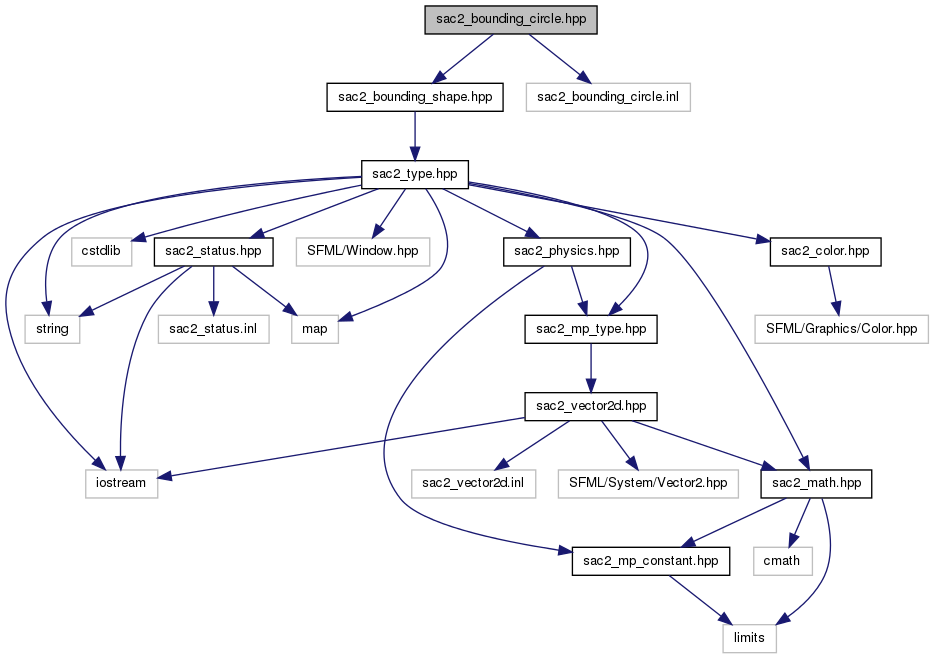 sac2_bounding_circle.hpp
sac2_bounding_shape.hpp
sac2_bounding_circle.inl
sac2_type.hpp
cstdlib
sac2_status.hpp
SFML/Window.hpp
sac2_physics.hpp
sac2_color.hpp
string
sac2_status.inl
map
sac2_mp_type.hpp
SFML/Graphics/Color.hpp
sac2_vector2d.hpp
iostream
sac2_vector2d.inl
SFML/System/Vector2.hpp
sac2_math.hpp
sac2_mp_constant.hpp
cmath
limits